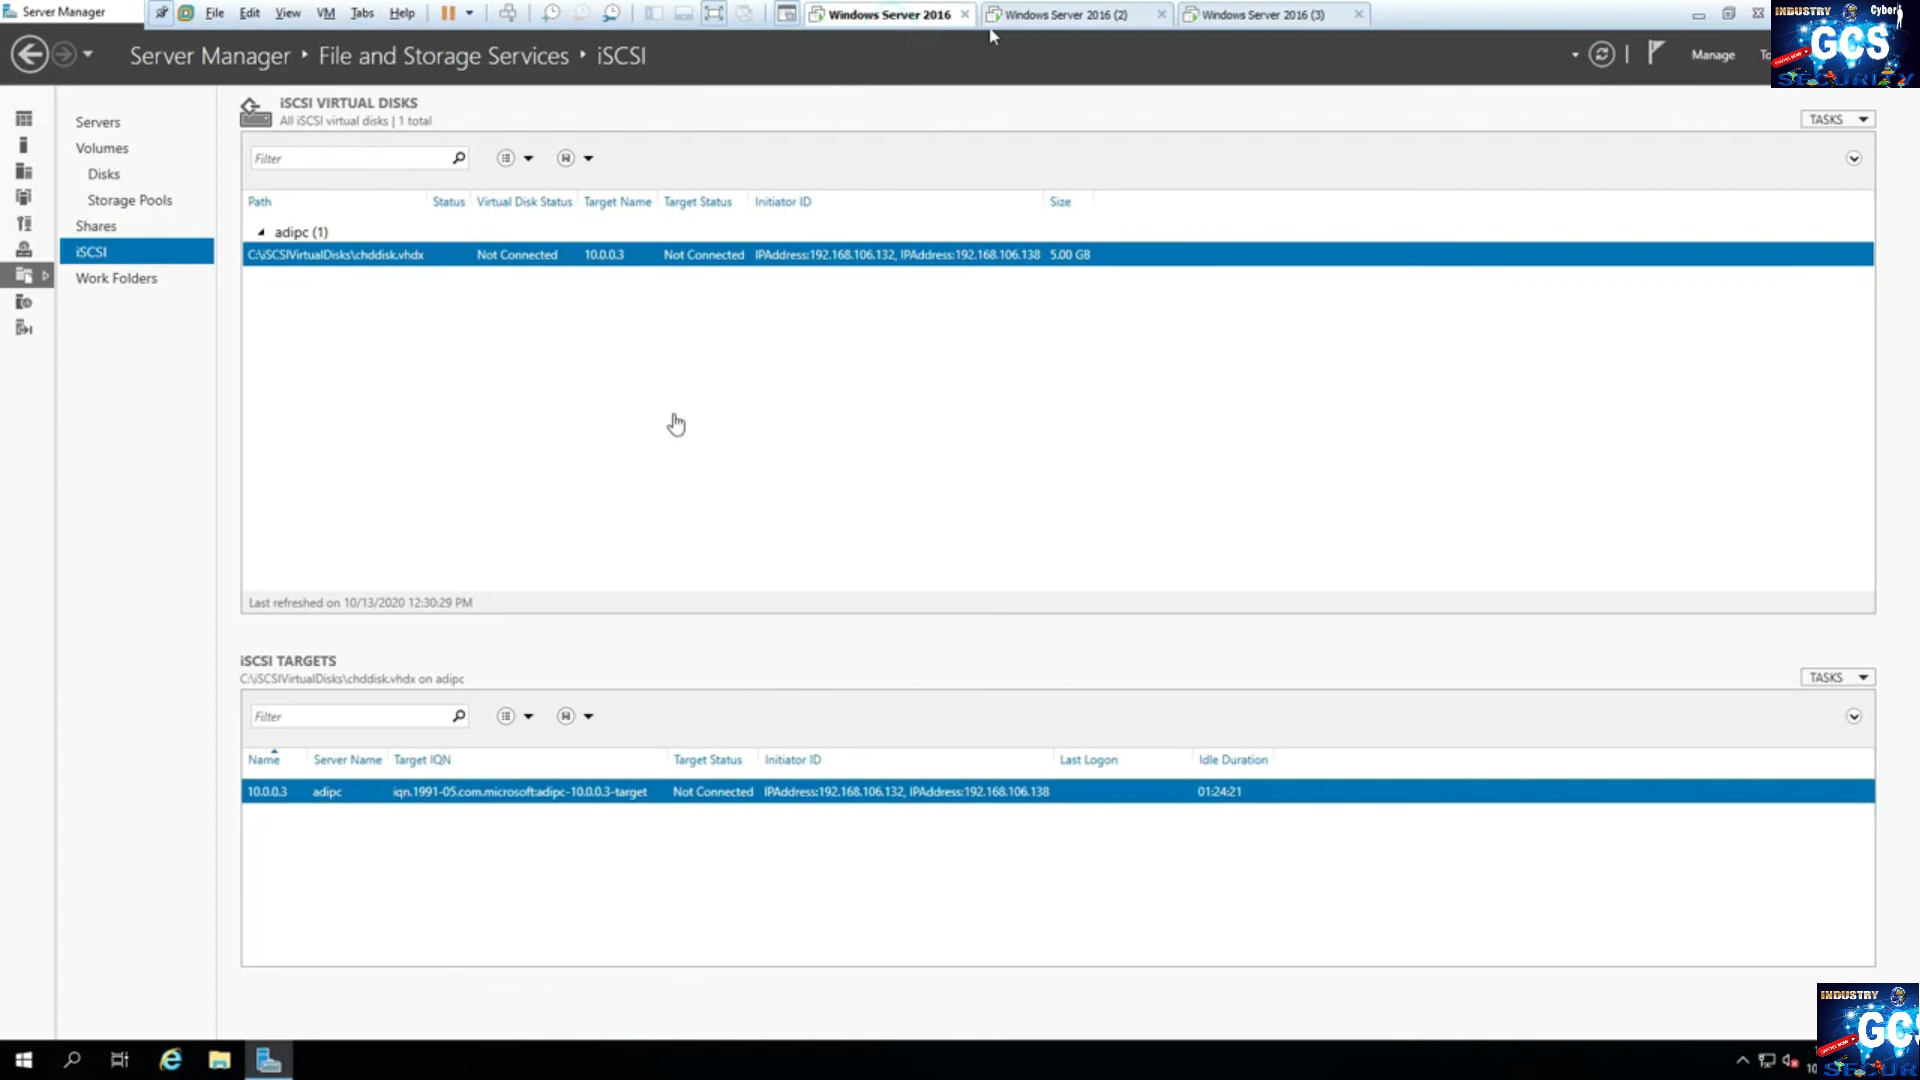 Server Manager
File Edit View VM Tabs Help
Windows Server 2016
Windows Server 2016 (2)
Windows Server 2016 (3)
Server Manager ‣ File and Storage Services ‣ iSCSI
Manage
INDUSTRY Cyber
GCS
SECURITY
Servers
Volumes
Disks
Storage Pools
Shares
iSCSI
Work Folders
iSCSI VIRTUAL DISKS
All iSCSI virtual disks | 1 total
TASKS
Filter
Path Status Virtual Disk Status Target Name Target Status Initiator ID Size
adipc (1)
C:\iSCSIVirtualDisks\chddisk.vhdx Not Connected 10.0.0.3 Not Connected IPAddress:192.168.106.132, IPAddress:192.168.106.138 5.00 GB
Last refreshed on 10/13/2020 12:30:29 PM
iSCSI TARGETS
C:\iSCSIVirtualDisks\chddisk.vhdx on adipc
TASKS
Filter
Name Server Name Target IQN Target Status Initiator ID Last Logon Idle Duration
10.0.0.3 adipc iqn.1991-05.com.microsoft:adipc-10.0.0.3-target Not Connected IPAddress:192.168.106.132, IPAddress:192.168.106.138 01:24:21
INDUSTRY
GCS
SECUR